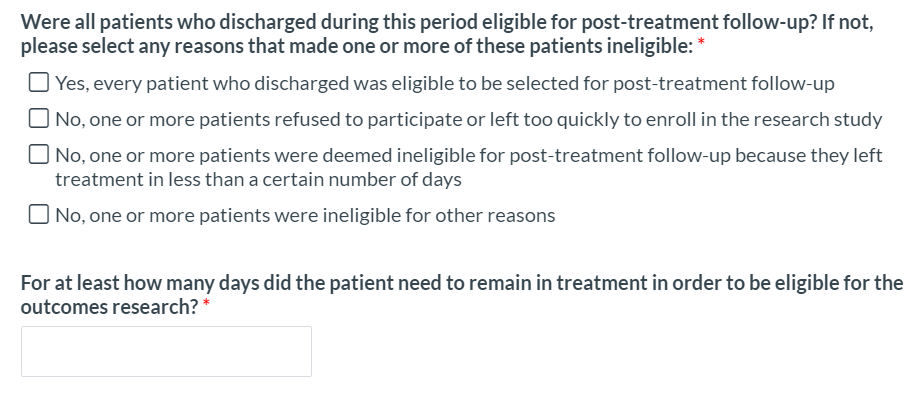 Were all patients who discharged during this period eligible for post-treatment follow-up? If not,
please select any reasons that made one or more of these patients ineligible: *
Yes, every patient who discharged was eligible to be selected for post-treatment follow-up
No, one or more patients refused to participate or left too quickly to enroll in the research study
No, one or more patients were deemed ineligible for post-treatment follow-up because they left
treatment in less than a certain number of days
No, one or more patients were ineligible for other reasons
For at least how many days did the patient need to remain in treatment in order to be eligible for the
outcomes research? *